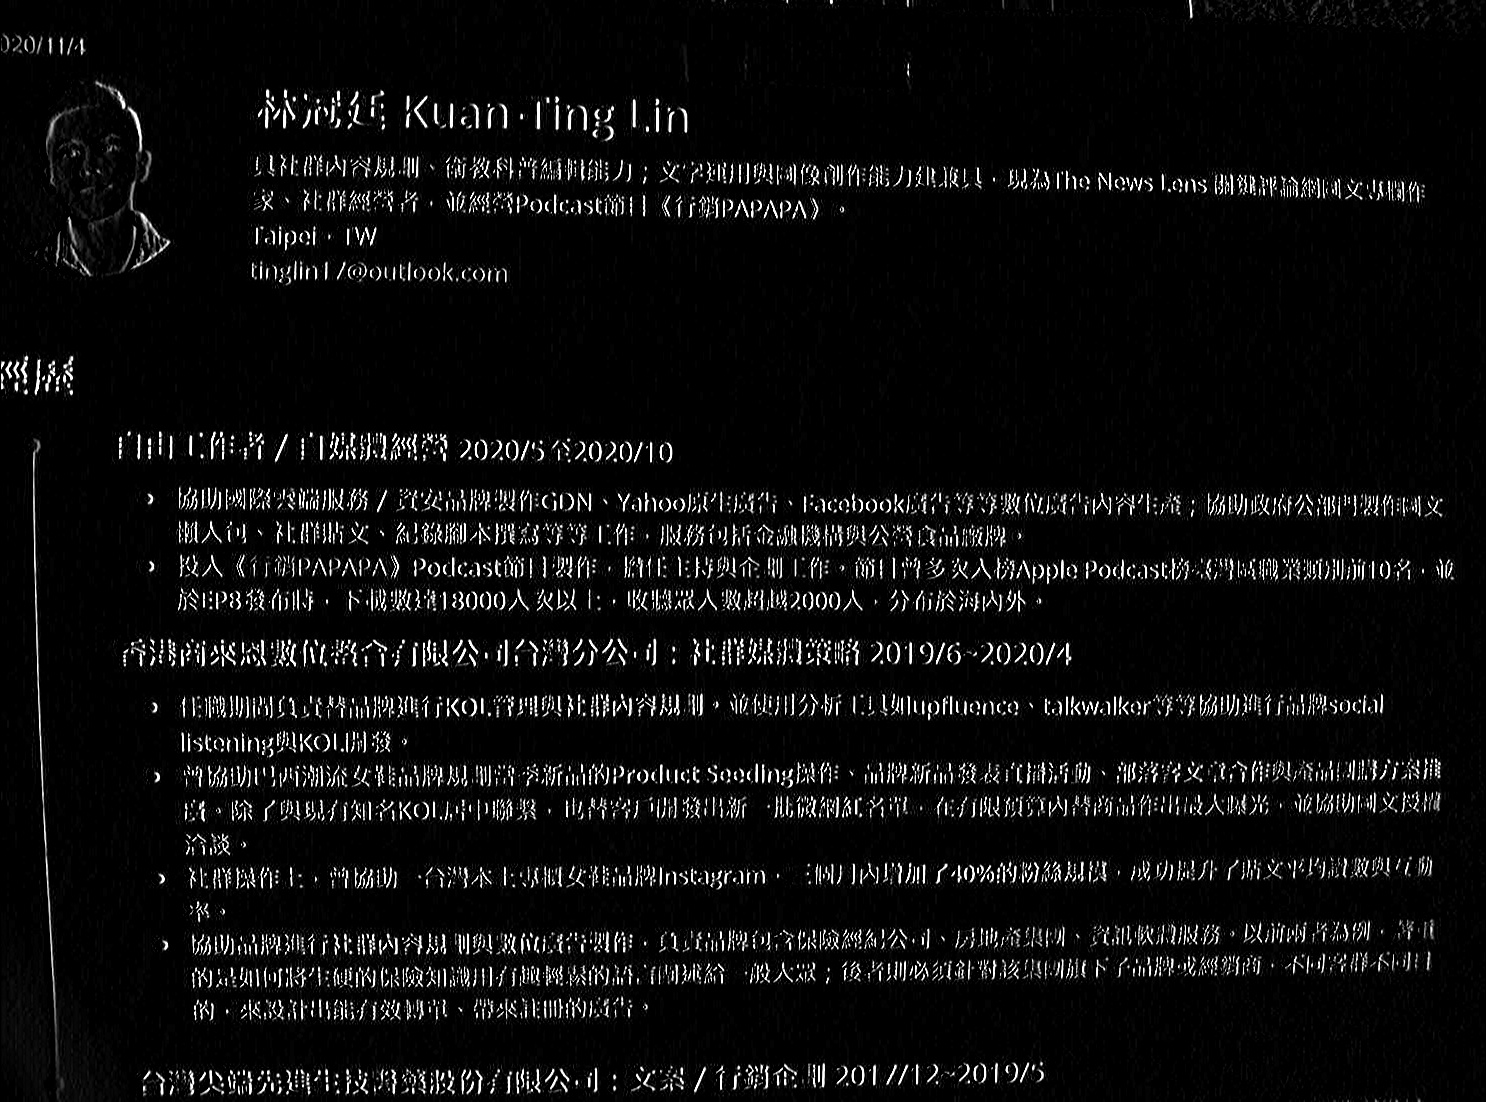 020/11/4
林冠廷 Kuan-Ting Lin
具社群內容規劃、衛教科普編輯能力；文字運用與圖像創作能力建兼具，現為The News Lens 關鍵評論網圖文專欄作
家、社群經營者，並經營Podcast節目《行銷PAPAPA》。
Taipei，TW
tinglin17@outlook.com
經歷
自由工作者 / 自媒體經營 2020/5 至2020/10
協助國際雲端服務 / 資安品牌製作GDN、Yahoo原生廣告、Facebook廣告等等數位廣告內容生產；協助政府公部門製作圖文
懶人包、社群貼文、紀錄腳本撰寫等等工作，服務包括金融機構與公營食品廠牌。
投入《行銷PAPAPA》Podcast節目製作，擔任主持與企劃工作。節目曾多次入榜Apple Podcast榜臺灣區職業類別前10名，並
於EP8發布時，下載數達18000人次以上，收聽眾人數超越2000人，分布於海內外。
香港商來恩數位整合有限公司台灣分公司：社群媒體策略 2019/6~2020/4
任職期間負責替品牌進行KOL管理與社群內容規劃，並使用分析工具如upfluence、talkwalker等等協助進行品牌social
listening與KOL開發。
曾協助巴西潮流女鞋品牌規劃當季新品的Product Seeding操作、品牌新品發表直播活動、部落客文章合作與產品團購方案推
廣。除了與現有知名KOL居中聯繫，也替客戶開發出新一批微網紅名單，在有限預算內替商品作出最大曝光，並協助圖文授權
洽談。
社群操作上，曾協助一台灣本土專櫃女鞋品牌Instagram，三個月內增加了40%的粉絲規模，成功提升了貼文平均讚數與互動
率。
協助品牌進行社群內容規劃與數位廣告製作，負責品牌包含保險經紀公司、房地產集團、資訊軟體服務。以前兩者為例，著重
的是如何將生硬的保險知識用有趣輕鬆的語言闡述給一般大眾；後者則必須針對該集團旗下子品牌或經銷商，不同客群不同目
的，來設計出能有效轉單、帶來註冊的廣告。
台灣尖端先進生技醫藥股份有限公司：文案 / 行銷企劃 2017/12~2019/5